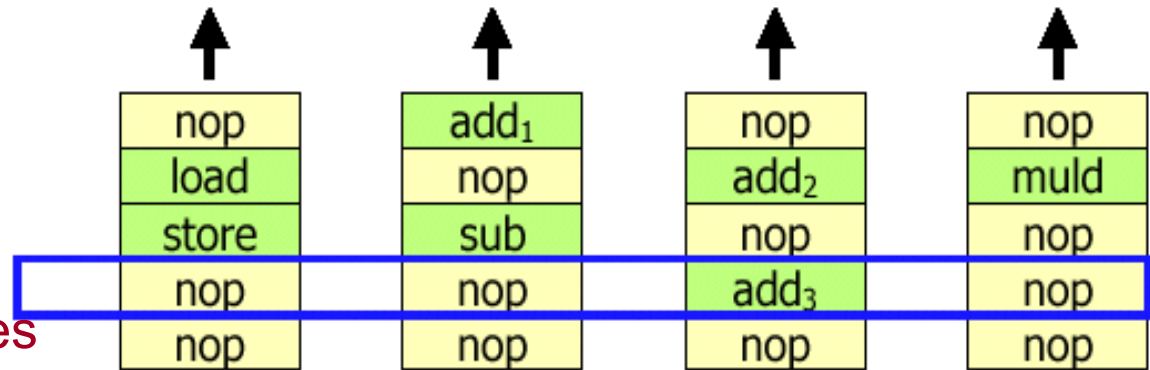 nop add₁ nop nop
load nop add₂ muld
store sub nop nop
nop nop add₃ nop
es
nop nop nop nop